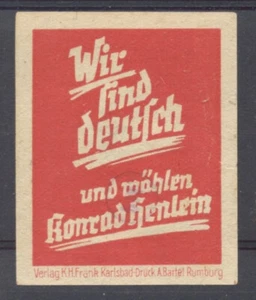 Wir
sind
deutsch
und wählen
Konrad Henlein
Verlag K.H. Frank Karlsbad-Druck A. Bartel Rumburg